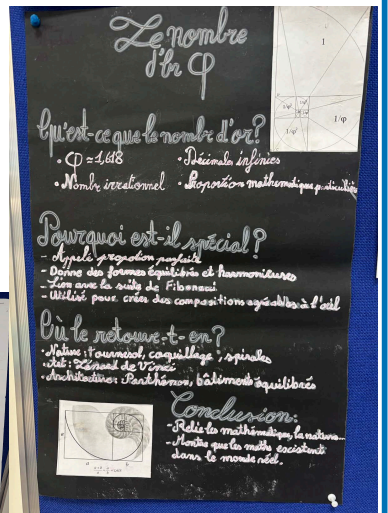 Le nombre
d'or φ
1
1/φ
Qu'est-ce que le nombre d'or?
• φ ≈ 1,618 • Décimales infinies
• Nombre irrationnel • Proportion mathématique particulière
Pourquoi est-il spécial?
- Appelé proportion parfaite
- Donne des formes équilibrés et harmonieuses
- Lien avec la suite de Fibonacci
- Utilisé pour créer des compositions agréables à l'œil
Où le retouve-t-on?
• Nature: tournesol, coquillage, spirales
• Art: Léonard de Vinci
• Architecture: Parthénon, bâtiments équilibrés
Conclusion:
- Relie les mathématiques, la nature...
- Montre que les maths existent
dans le monde réel.
a b